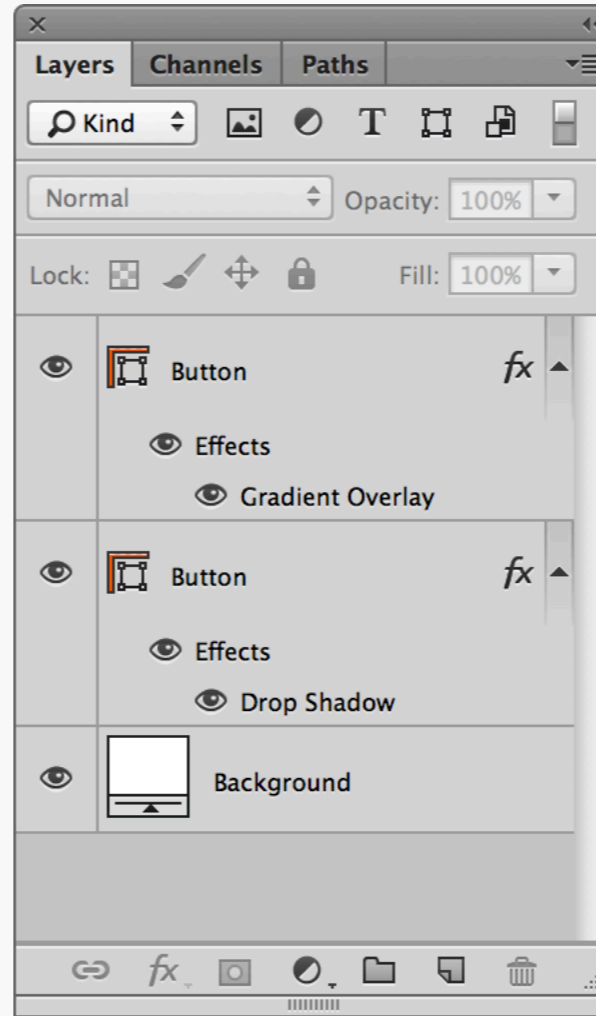 Layers Channels Paths
Kind T
Normal Opacity: 100%
Lock: Fill: 100%
Button fx
Effects
Gradient Overlay
Button fx
Effects
Drop Shadow
Background
fx